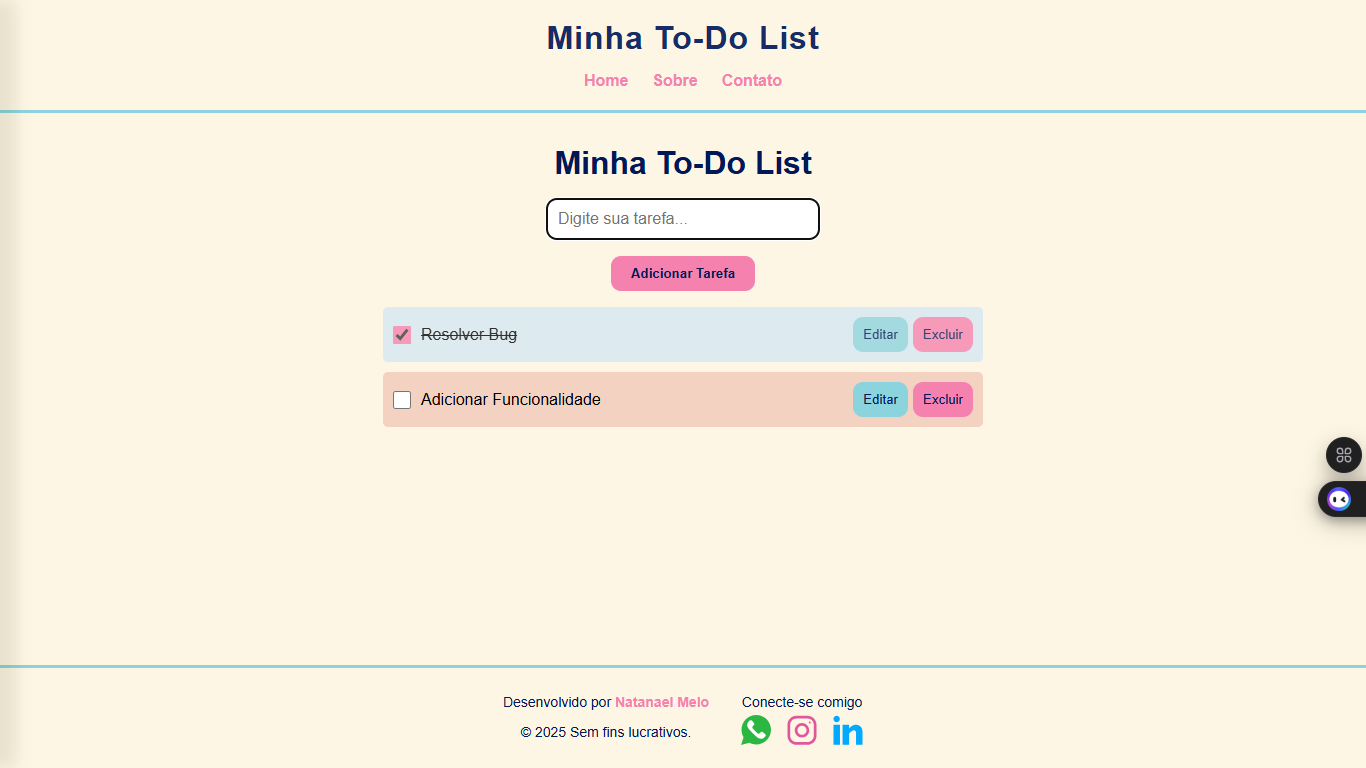 Minha To-Do List
Home Sobre Contato
Minha To-Do List
Digite sua tarefa...
Adicionar Tarefa
Resolver Bug Editar Excluir
Adicionar Funcionalidade Editar Excluir
Desenvolvido por Natanael Melo
© 2025 Sem fins lucrativos.
Conecte-se comigo
in